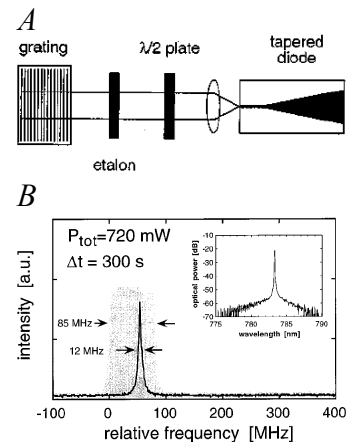 A
grating
λ/2 plate
tapered
diode
etalon
B
Ptot=720 mW
Δt = 300 s
85 MHz
12 MHz
intensity [a.u.]
-100 0 100 200 300 400
relative frequency [MHz]
optical power [dB]
-10
-20
-30
-40
-50
-60
-70
775 780 785 790
wavelength [nm]